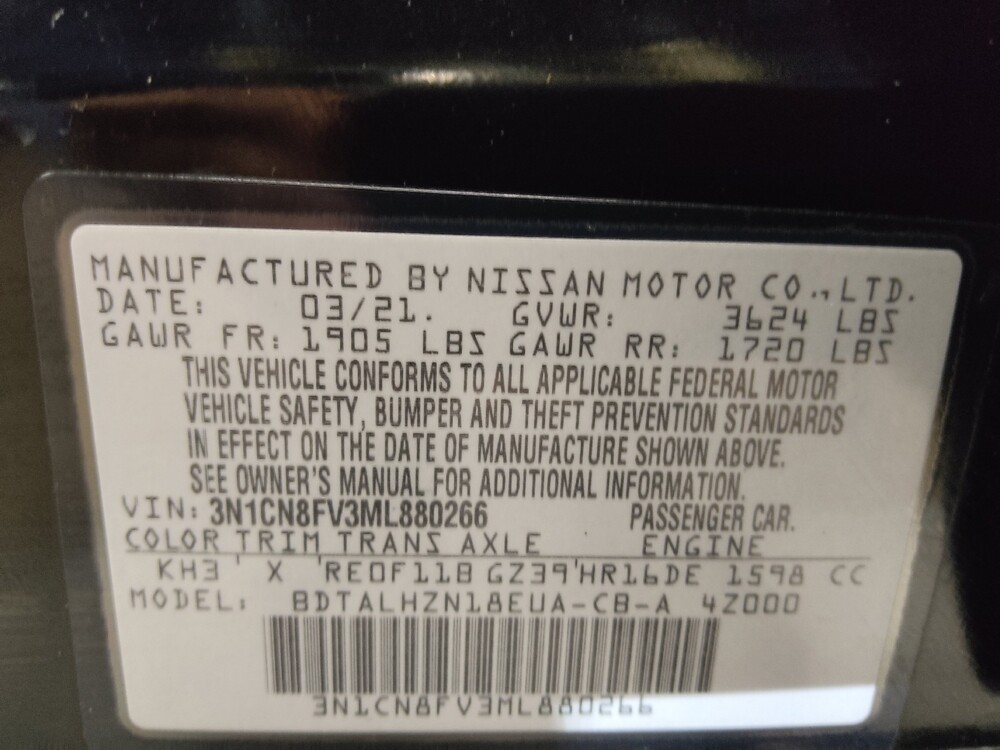 MANUFACTURED BY NISSAN MOTOR CO.,LTD.
DATE: 03/21. GVWR: 3624 LBS
GAWR FR: 1905 LBS GAWR RR: 1720 LBS
THIS VEHICLE CONFORMS TO ALL APPLICABLE FEDERAL MOTOR
VEHICLE SAFETY, BUMPER AND THEFT PREVENTION STANDARDS
IN EFFECT ON THE DATE OF MANUFACTURE SHOWN ABOVE.
SEE OWNER'S MANUAL FOR ADDITIONAL INFORMATION.
VIN: 3N1CN8FV3ML880266 PASSENGER CAR.
COLOR TRIM TRANS AXLE ENGINE
KH3 X RE0F11B GZ39 HR16DE 1598 CC
MODEL: BDTALHZN18EUA-CB-A 4Z000
3N1CN8FV3ML880266